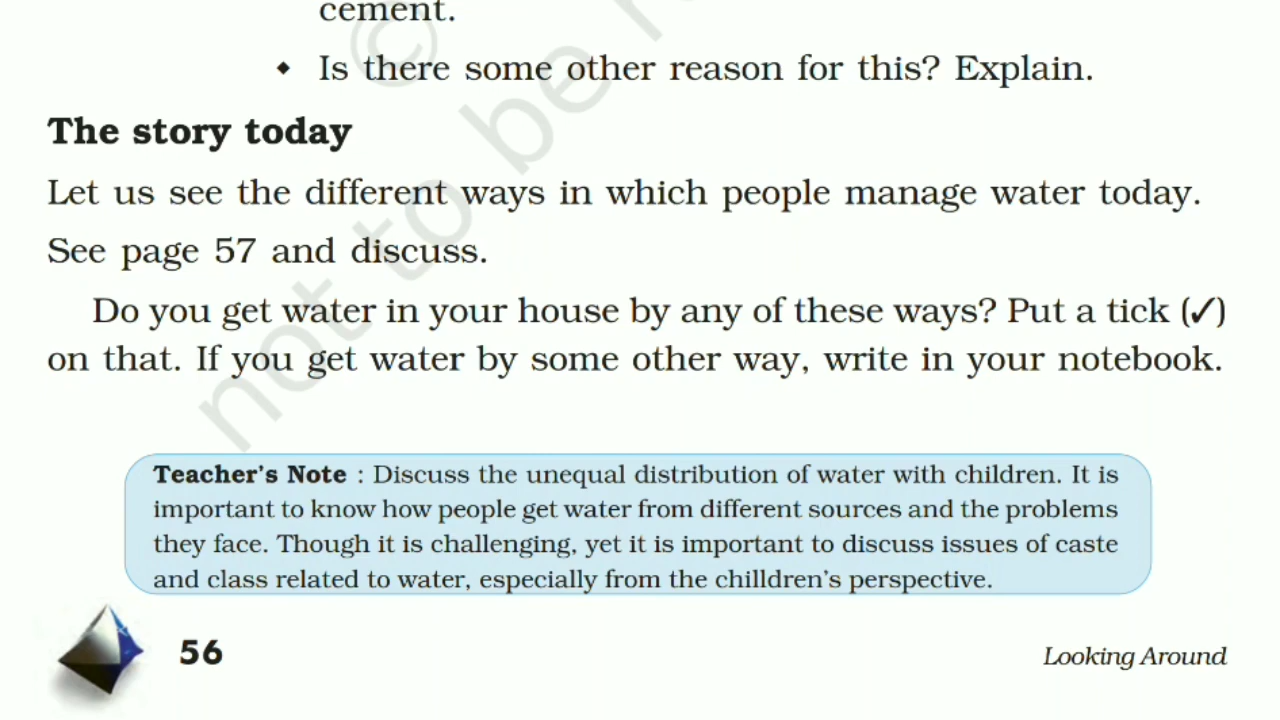 cement.
◆ Is there some other reason for this? Explain.
The story today
Let us see the different ways in which people manage water today.
See page 57 and discuss.
Do you get water in your house by any of these ways? Put a tick (✓)
on that. If you get water by some other way, write in your notebook.
Teacher's Note : Discuss the unequal distribution of water with children. It is
important to know how people get water from different sources and the problems
they face. Though it is challenging, yet it is important to discuss issues of caste
and class related to water, especially from the chilldren's perspective.
56
Looking Around
©
not to be r